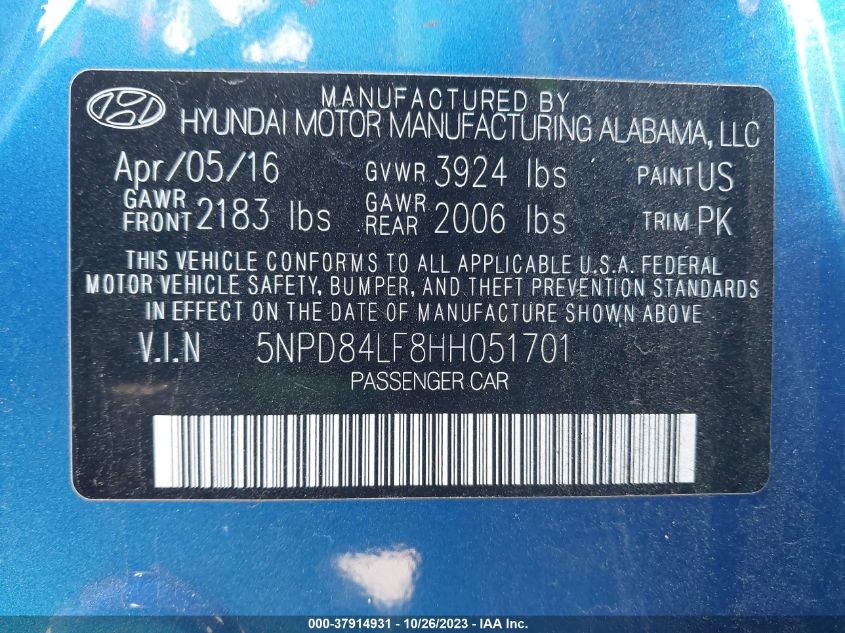 MANUFACTURED BY
HYUNDAI MOTOR MANUFACTURING ALABAMA, LLC
Apr/05/16 GVWR 3924 lbs PAINT US
GAWR FRONT 2183 lbs GAWR REAR 2006 lbs TRIM PK
THIS VEHICLE CONFORMS TO ALL APPLICABLE U.S.A. FEDERAL
MOTOR VEHICLE SAFETY, BUMPER, AND THEFT PREVENTION STANDARDS
IN EFFECT ON THE DATE OF MANUFACTURE SHOWN ABOVE.
V.I.N 5NPD84LF8HH051701
PASSENGER CAR
000-37914931 - 10/26/2023 - IAA Inc.